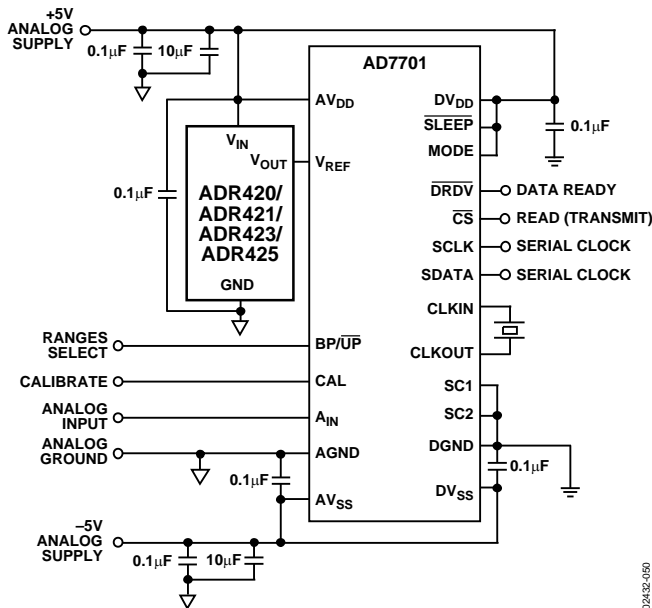 +5V
ANALOG
SUPPLY
0.1μF
10μF
AD7701
AVDD
DVDD
SLEEP
0.1μF
VIN
MODE
VOUT
VREF
0.1μF
ADR420/
ADR421/
ADR423/
ADR425
DRDV
DATA READY
CS
READ (TRANSMIT)
SCLK
SERIAL CLOCK
SDATA
SERIAL CLOCK
GND
CLKIN
RANGES
SELECT
BP/UP
CLKOUT
CALIBRATE
CAL
SC1
ANALOG
INPUT
AIN
SC2
ANALOG
GROUND
AGND
DGND
0.1μF
0.1μF
AVSS
DVSS
–5V
ANALOG
SUPPLY
0.1μF
10μF
02432-050